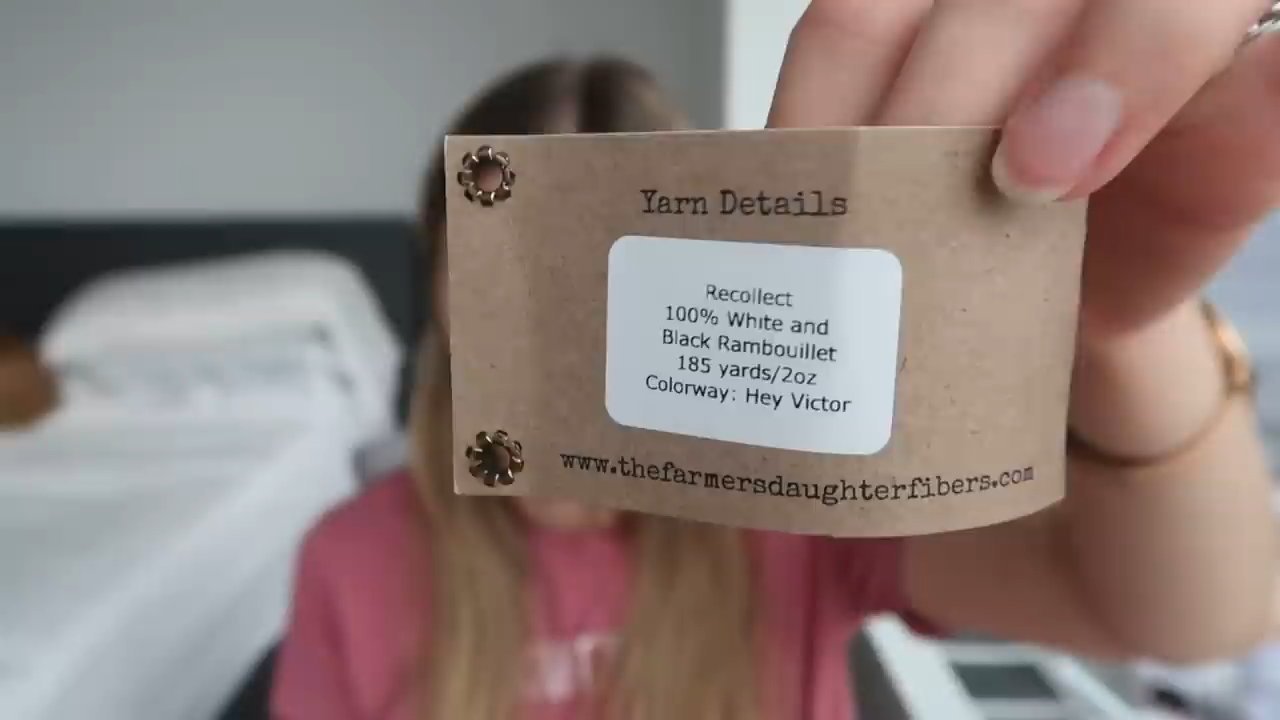 Yarn Details
Recollect
100% White and
Black Rambouillet
185 yards/2oz
Colorway: Hey Victor
www.thefarmersdaughterfibers.com